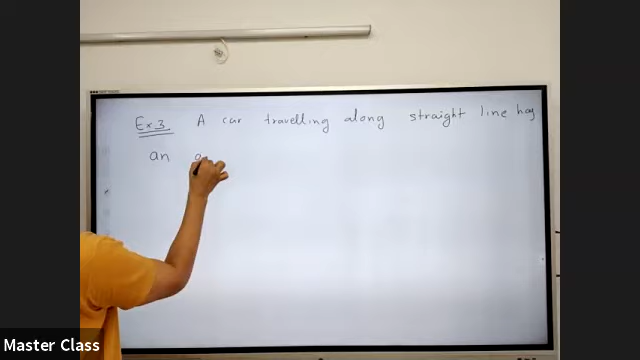 Ex 3. A car travelling along straight line has
an
Master Class